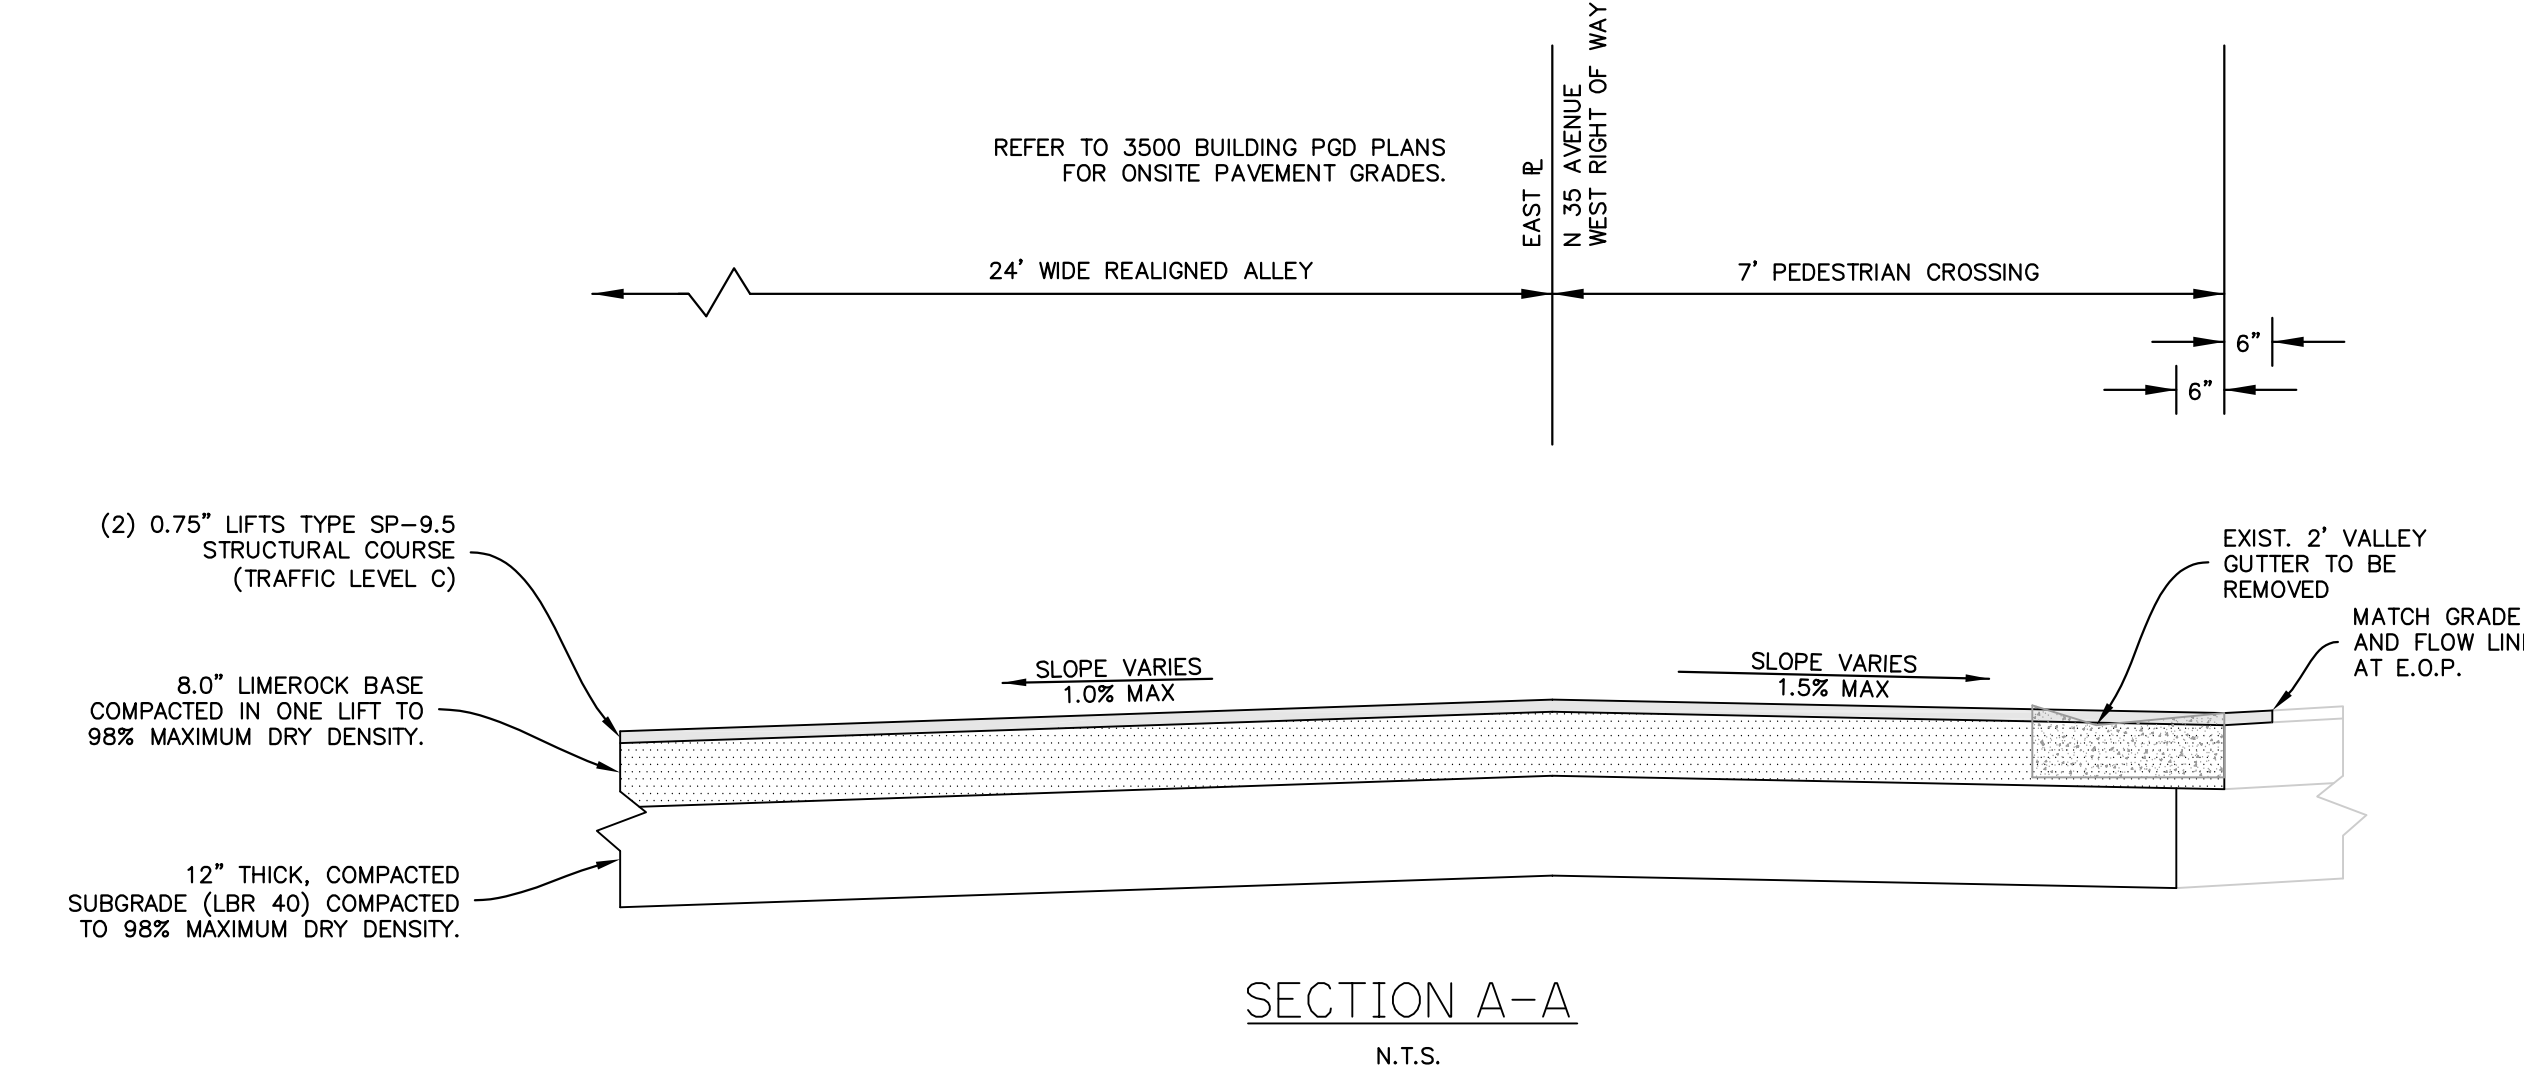 REFER TO 3500 BUILDING PGD PLANS
FOR ONSITE PAVEMENT GRADES.
EAST ⅊
N 35 AVENUE
WEST RIGHT OF WAY
24' WIDE REALIGNED ALLEY
7' PEDESTRIAN CROSSING
6"
6"
(2) 0.75" LIFTS TYPE SP-9.5
STRUCTURAL COURSE
(TRAFFIC LEVEL C)
EXIST. 2' VALLEY
GUTTER TO BE
REMOVED
MATCH GRADE
AND FLOW
AT E.O.P.
SLOPE VARIES
1.0% MAX
SLOPE VARIES
1.5% MAX
8.0" LIMEROCK BASE
COMPACTED IN ONE LIFT TO
98% MAXIMUM DRY DENSITY.
12" THICK, COMPACTED
SUBGRADE (LBR 40) COMPACTED
TO 98% MAXIMUM DRY DENSITY.
SECTION A-A
N.T.S.